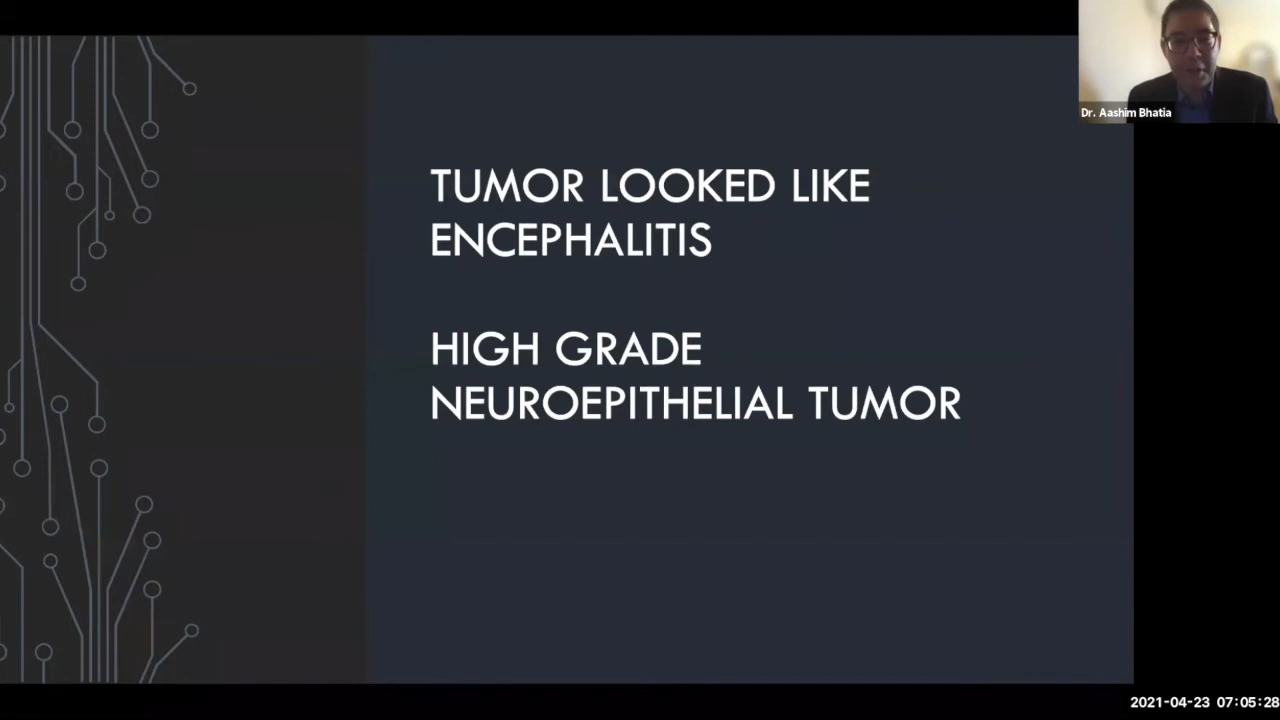 Dr. Aashim Bhatia
TUMOR LOOKED LIKE
ENCEPHALITIS
HIGH GRADE
NEUROEPITHELIAL TUMOR
2021-04-23 07:05:28